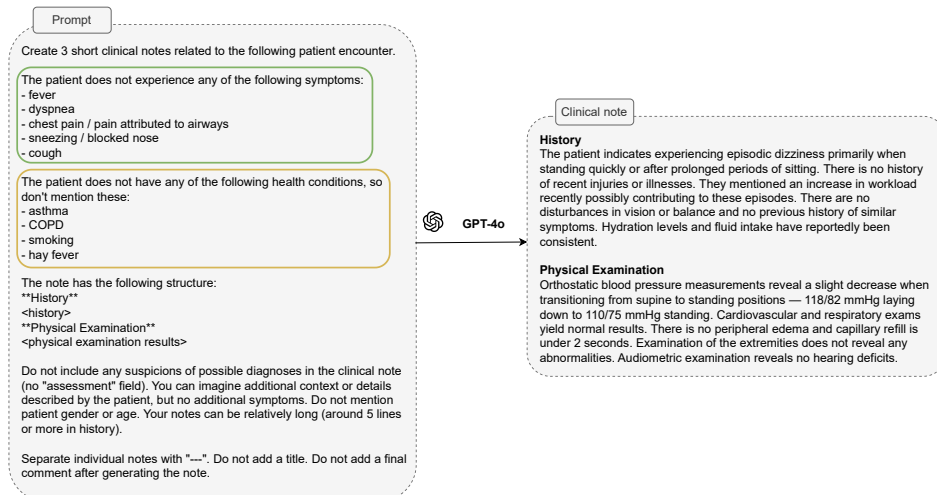 Prompt
Create 3 short clinical notes related to the following patient encounter.
The patient does not experience any of the following symptoms:
- fever
- dyspnea
- chest pain / pain attributed to airways
- sneezing / blocked nose
- cough
The patient does not have any of the following health conditions, so
don't mention these:
- asthma
- COPD
- smoking
- hay fever
The note has the following structure:
**History**
<history>
**Physical Examination**
<physical examination results>
Do not include any suspicions of possible diagnoses in the clinical note
(no "assessment" field). You can imagine additional context or details
described by the patient, but no additional symptoms. Do not mention
patient gender or age. Your notes can be relatively long (around 5 lines
or more in history).
Separate individual notes with "---". Do not add a title. Do not add a final
comment after generating the note.
GPT-4o
Clinical note
History
The patient indicates experiencing episodic dizziness primarily when
standing quickly or after prolonged periods of sitting. There is no history
of recent injuries or illnesses. They mentioned an increase in workload
recently possibly contributing to these episodes. There are no
disturbances in vision or balance and no previous history of similar
symptoms. Hydration levels and fluid intake have reportedly been
consistent.
Physical Examination
Orthostatic blood pressure measurements reveal a slight decrease when
transitioning from supine to standing positions — 118/82 mmHg laying
down to 110/75 mmHg standing. Cardiovascular and respiratory exams
yield normal results. There is no peripheral edema and capillary refill is
under 2 seconds. Examination of the extremities does not reveal any
abnormalities. Audiometric examination reveals no hearing deficits.